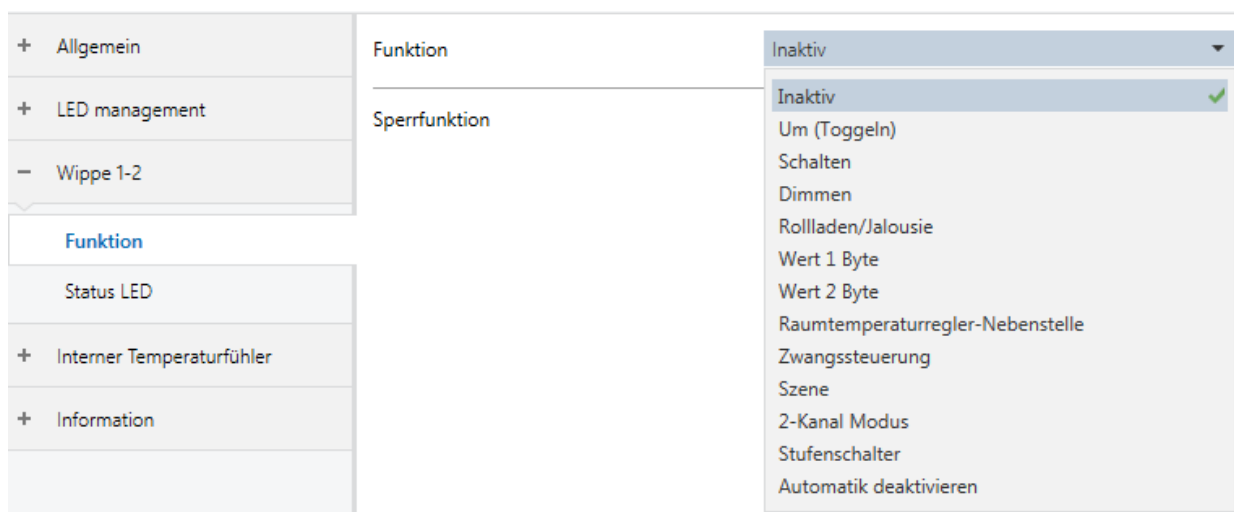 + Allgemein
+ LED management
− Wippe 1-2
Funktion
Status LED
+ Interner Temperaturfühler
+ Information
Funktion
Inaktiv
Sperrfunktion
Inaktiv
Um (Toggeln)
Schalten
Dimmen
Rollladen/Jalousie
Wert 1 Byte
Wert 2 Byte
Raumtemperaturregler-Nebenstelle
Zwangssteuerung
Szene
2-Kanal Modus
Stufenschalter
Automatik deaktivieren